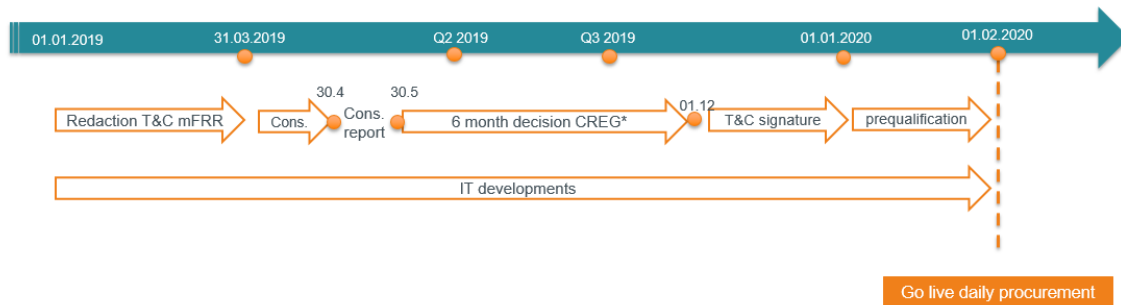 01.01.2019
31.03.2019
Q2 2019
Q3 2019
01.01.2020
01.02.2020
Redaction T&C mFRR
Cons.
30.4
Cons.
report
30.5
6 month decision CREG*
01.12
T&C signature
prequalification
IT developments
Go live daily procurement